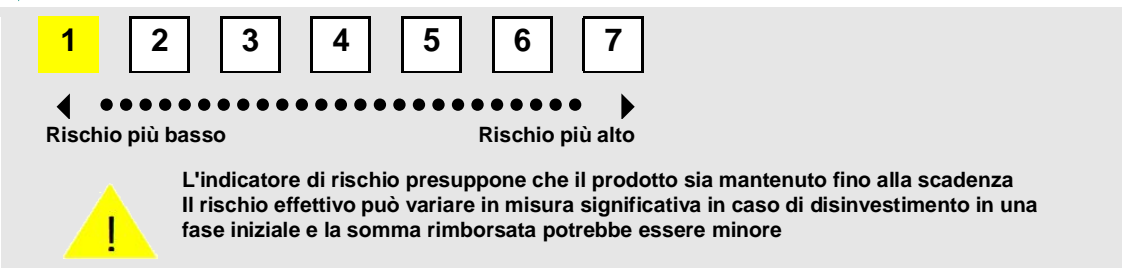 1 2 3 4 5 6 7
Rischio più basso Rischio più alto
L'indicatore di rischio presuppone che il prodotto sia mantenuto fino alla scadenza
Il rischio effettivo può variare in misura significativa in caso di disinvestimento in una
fase iniziale e la somma rimborsata potrebbe essere minore
!